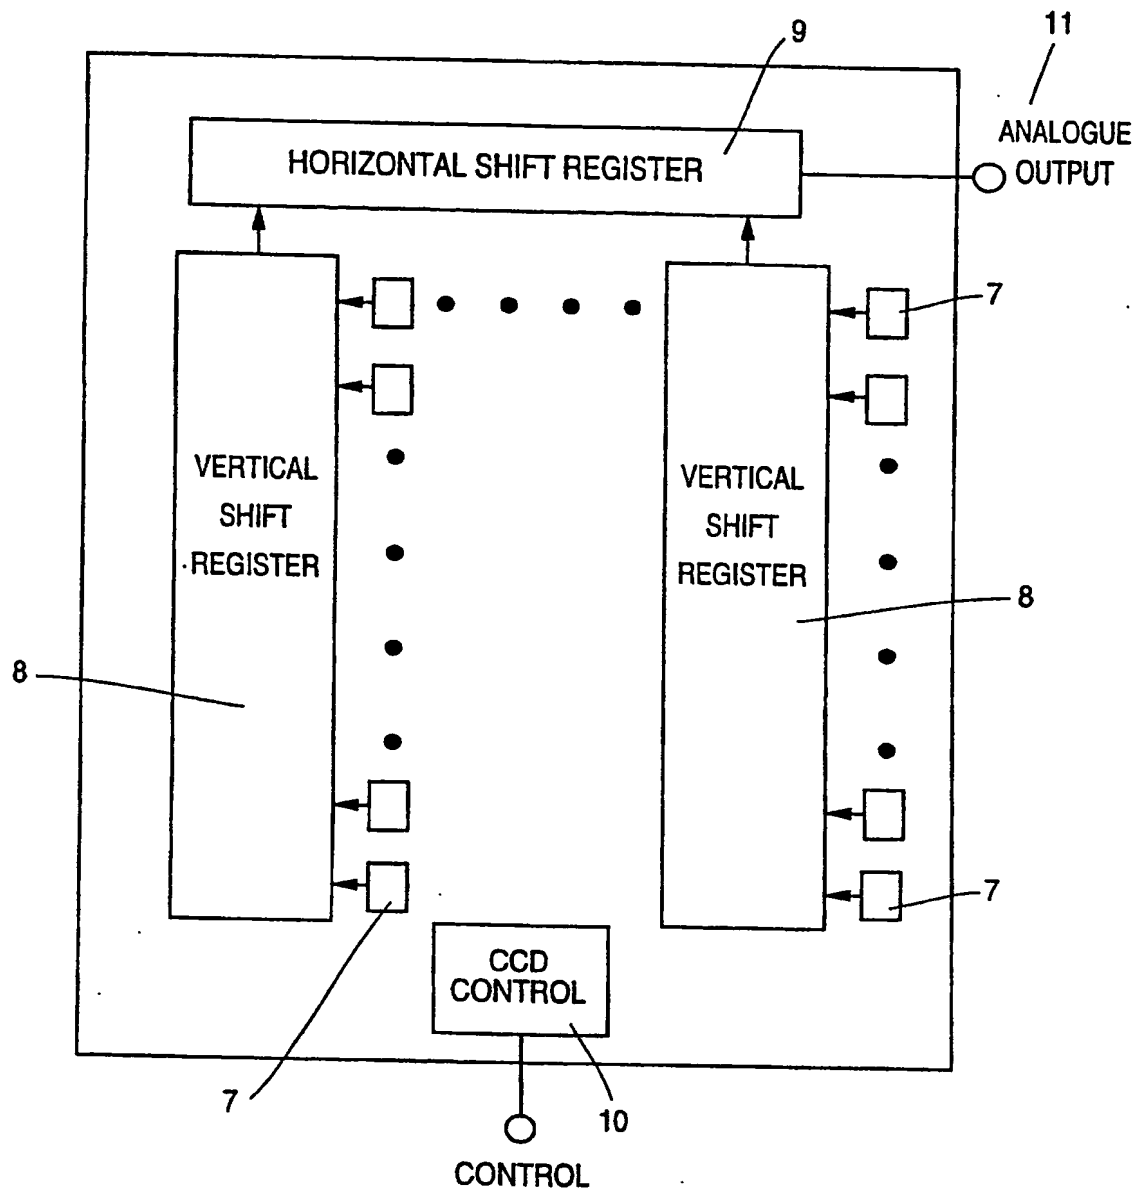 9
11
ANALOGUE
OUTPUT
HORIZONTAL SHIFT REGISTER
7
VERTICAL
SHIFT
REGISTER
VERTICAL
SHIFT
REGISTER
8
8
7
CCD
CONTROL
7
10
CONTROL